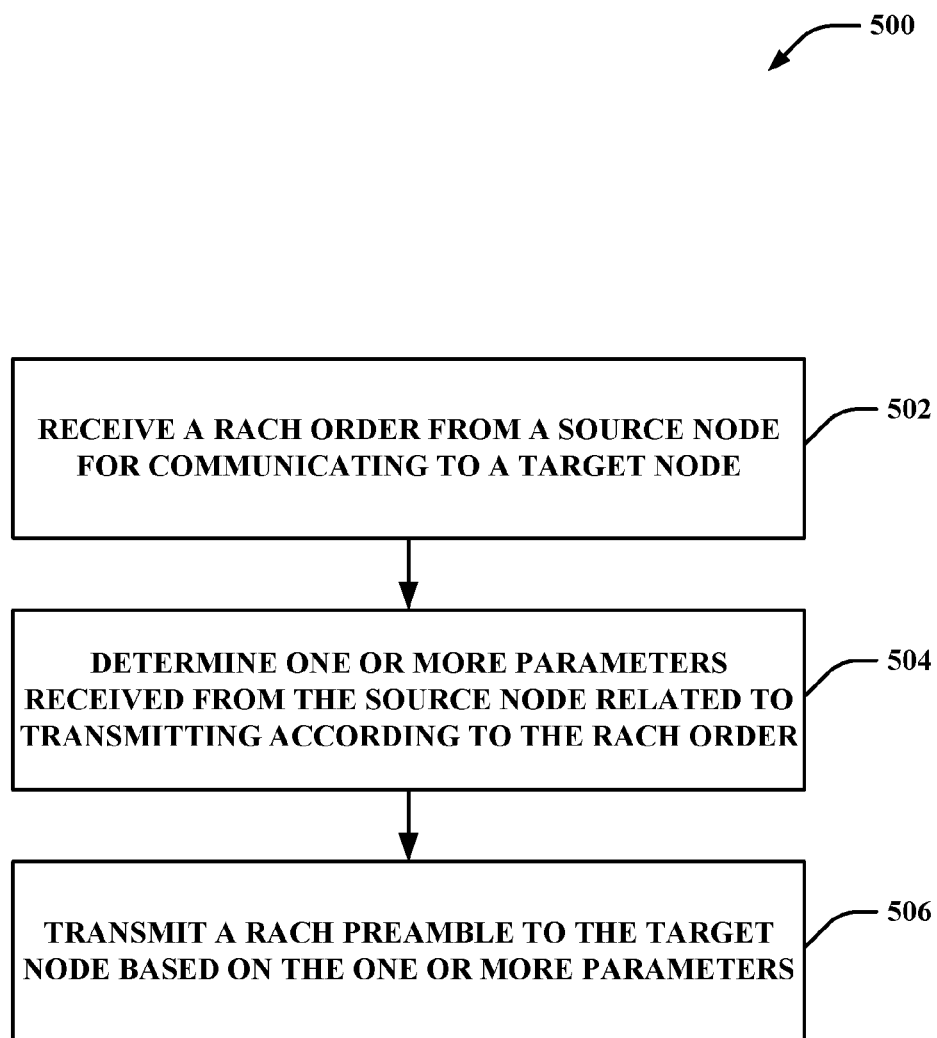 500
RECEIVE A RACH ORDER FROM A SOURCE NODE
FOR COMMUNICATING TO A TARGET NODE
502
DETERMINE ONE OR MORE PARAMETERS
RECEIVED FROM THE SOURCE NODE RELATED TO
TRANSMITTING ACCORDING TO THE RACH ORDER
504
TRANSMIT A RACH PREAMBLE TO THE TARGET
NODE BASED ON THE ONE OR MORE PARAMETERS
506